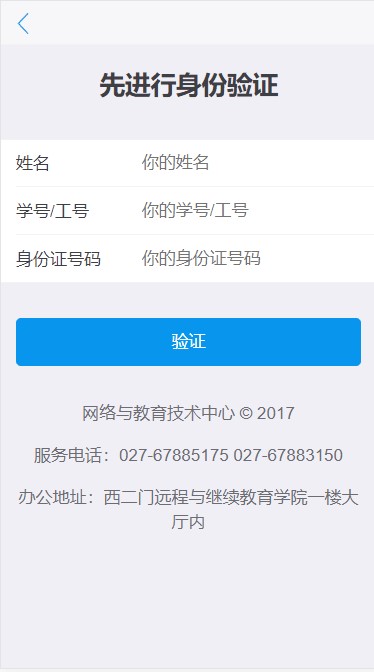 先进行身份验证
姓名 你的姓名
学号/工号 你的学号/工号
身份证号码 你的身份证号码
验证
网络与教育技术中心 © 2017
服务电话：027-67885175 027-67883150
办公地址：西二门远程与继续教育学院一楼大
厅内